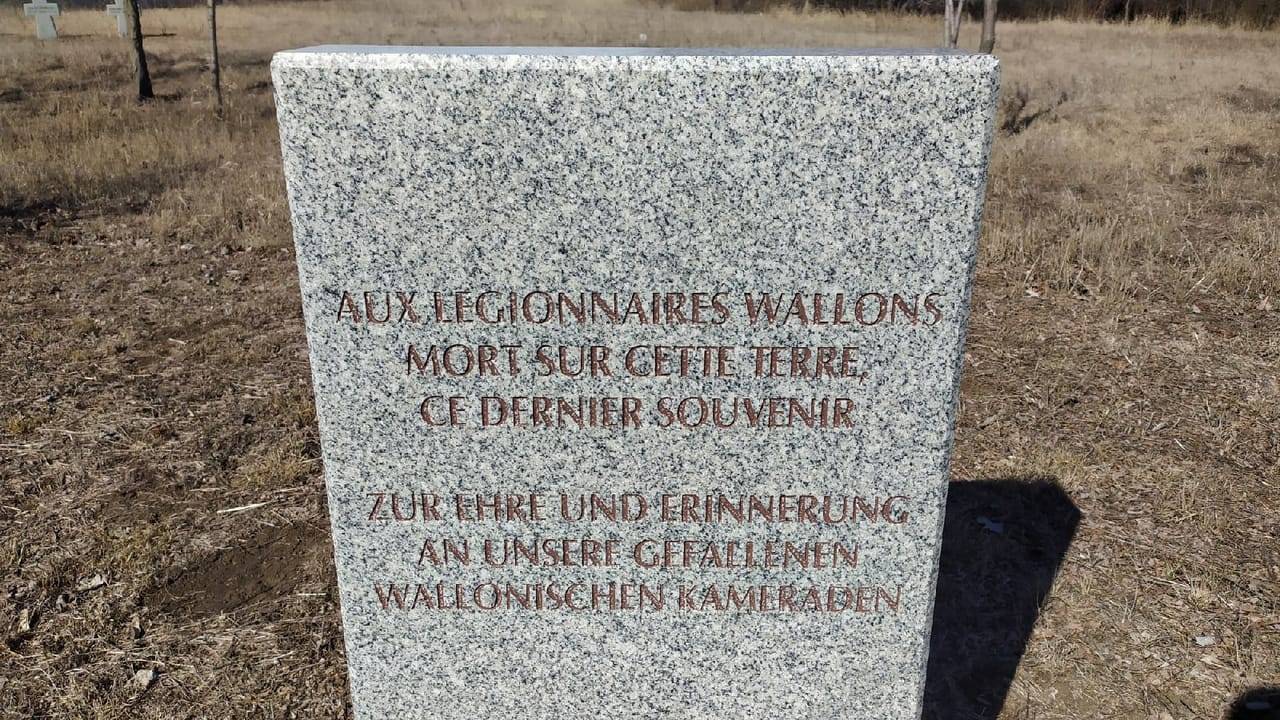 AUX LEGIONNAIRES WALLONS
MORT SUR CETTE TERRE,
CE DERNIER SOUVENIR
ZUR EHRE UND ERINNERUNG
AN UNSERE GEFALLENEN
WALLONISCHEN KAMERADEN